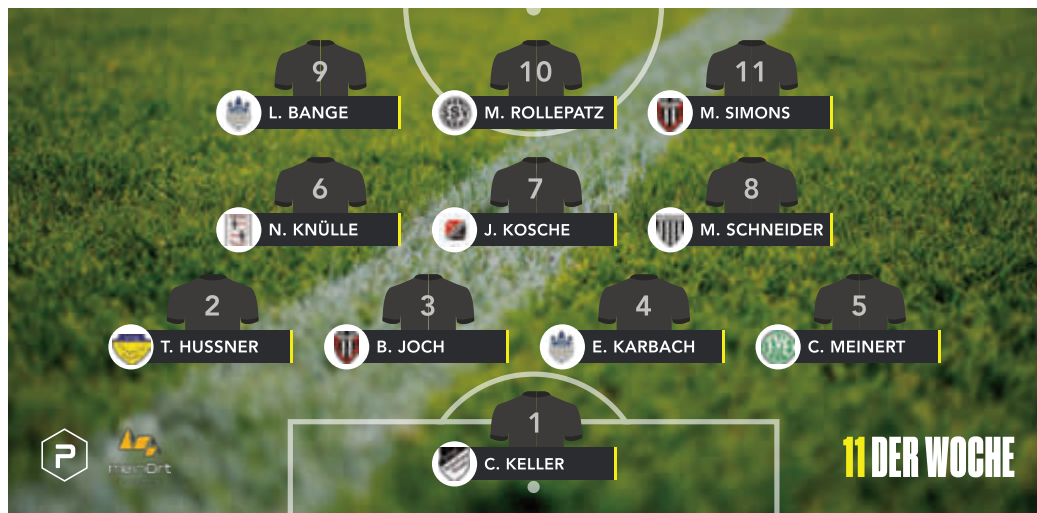 9
10
11
L. BANGE
M. ROLLEPATZ
M. SIMONS
6
7
8
N. KNÜLLE
J. KOSCHE
M. SCHNEIDER
2
3
4
5
T. HUSSNER
B. JOCH
E. KARBACH
C. MEINERT
1
C. KELLER
P
meinOrt
11 DER WOCHE